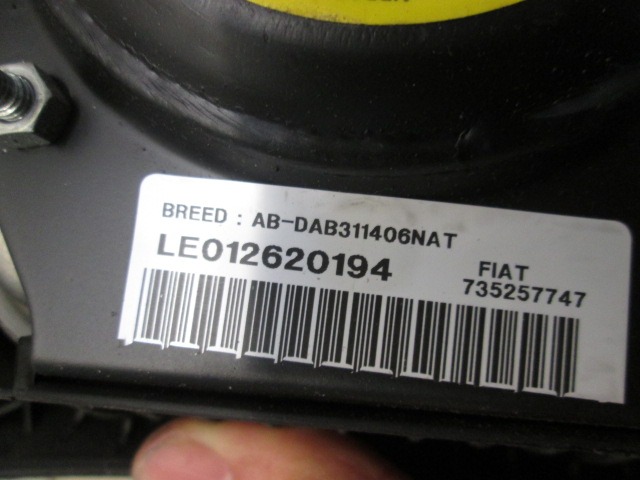 BREED : AB-DAB311406NAT
LE012620194
FIAT
735257747